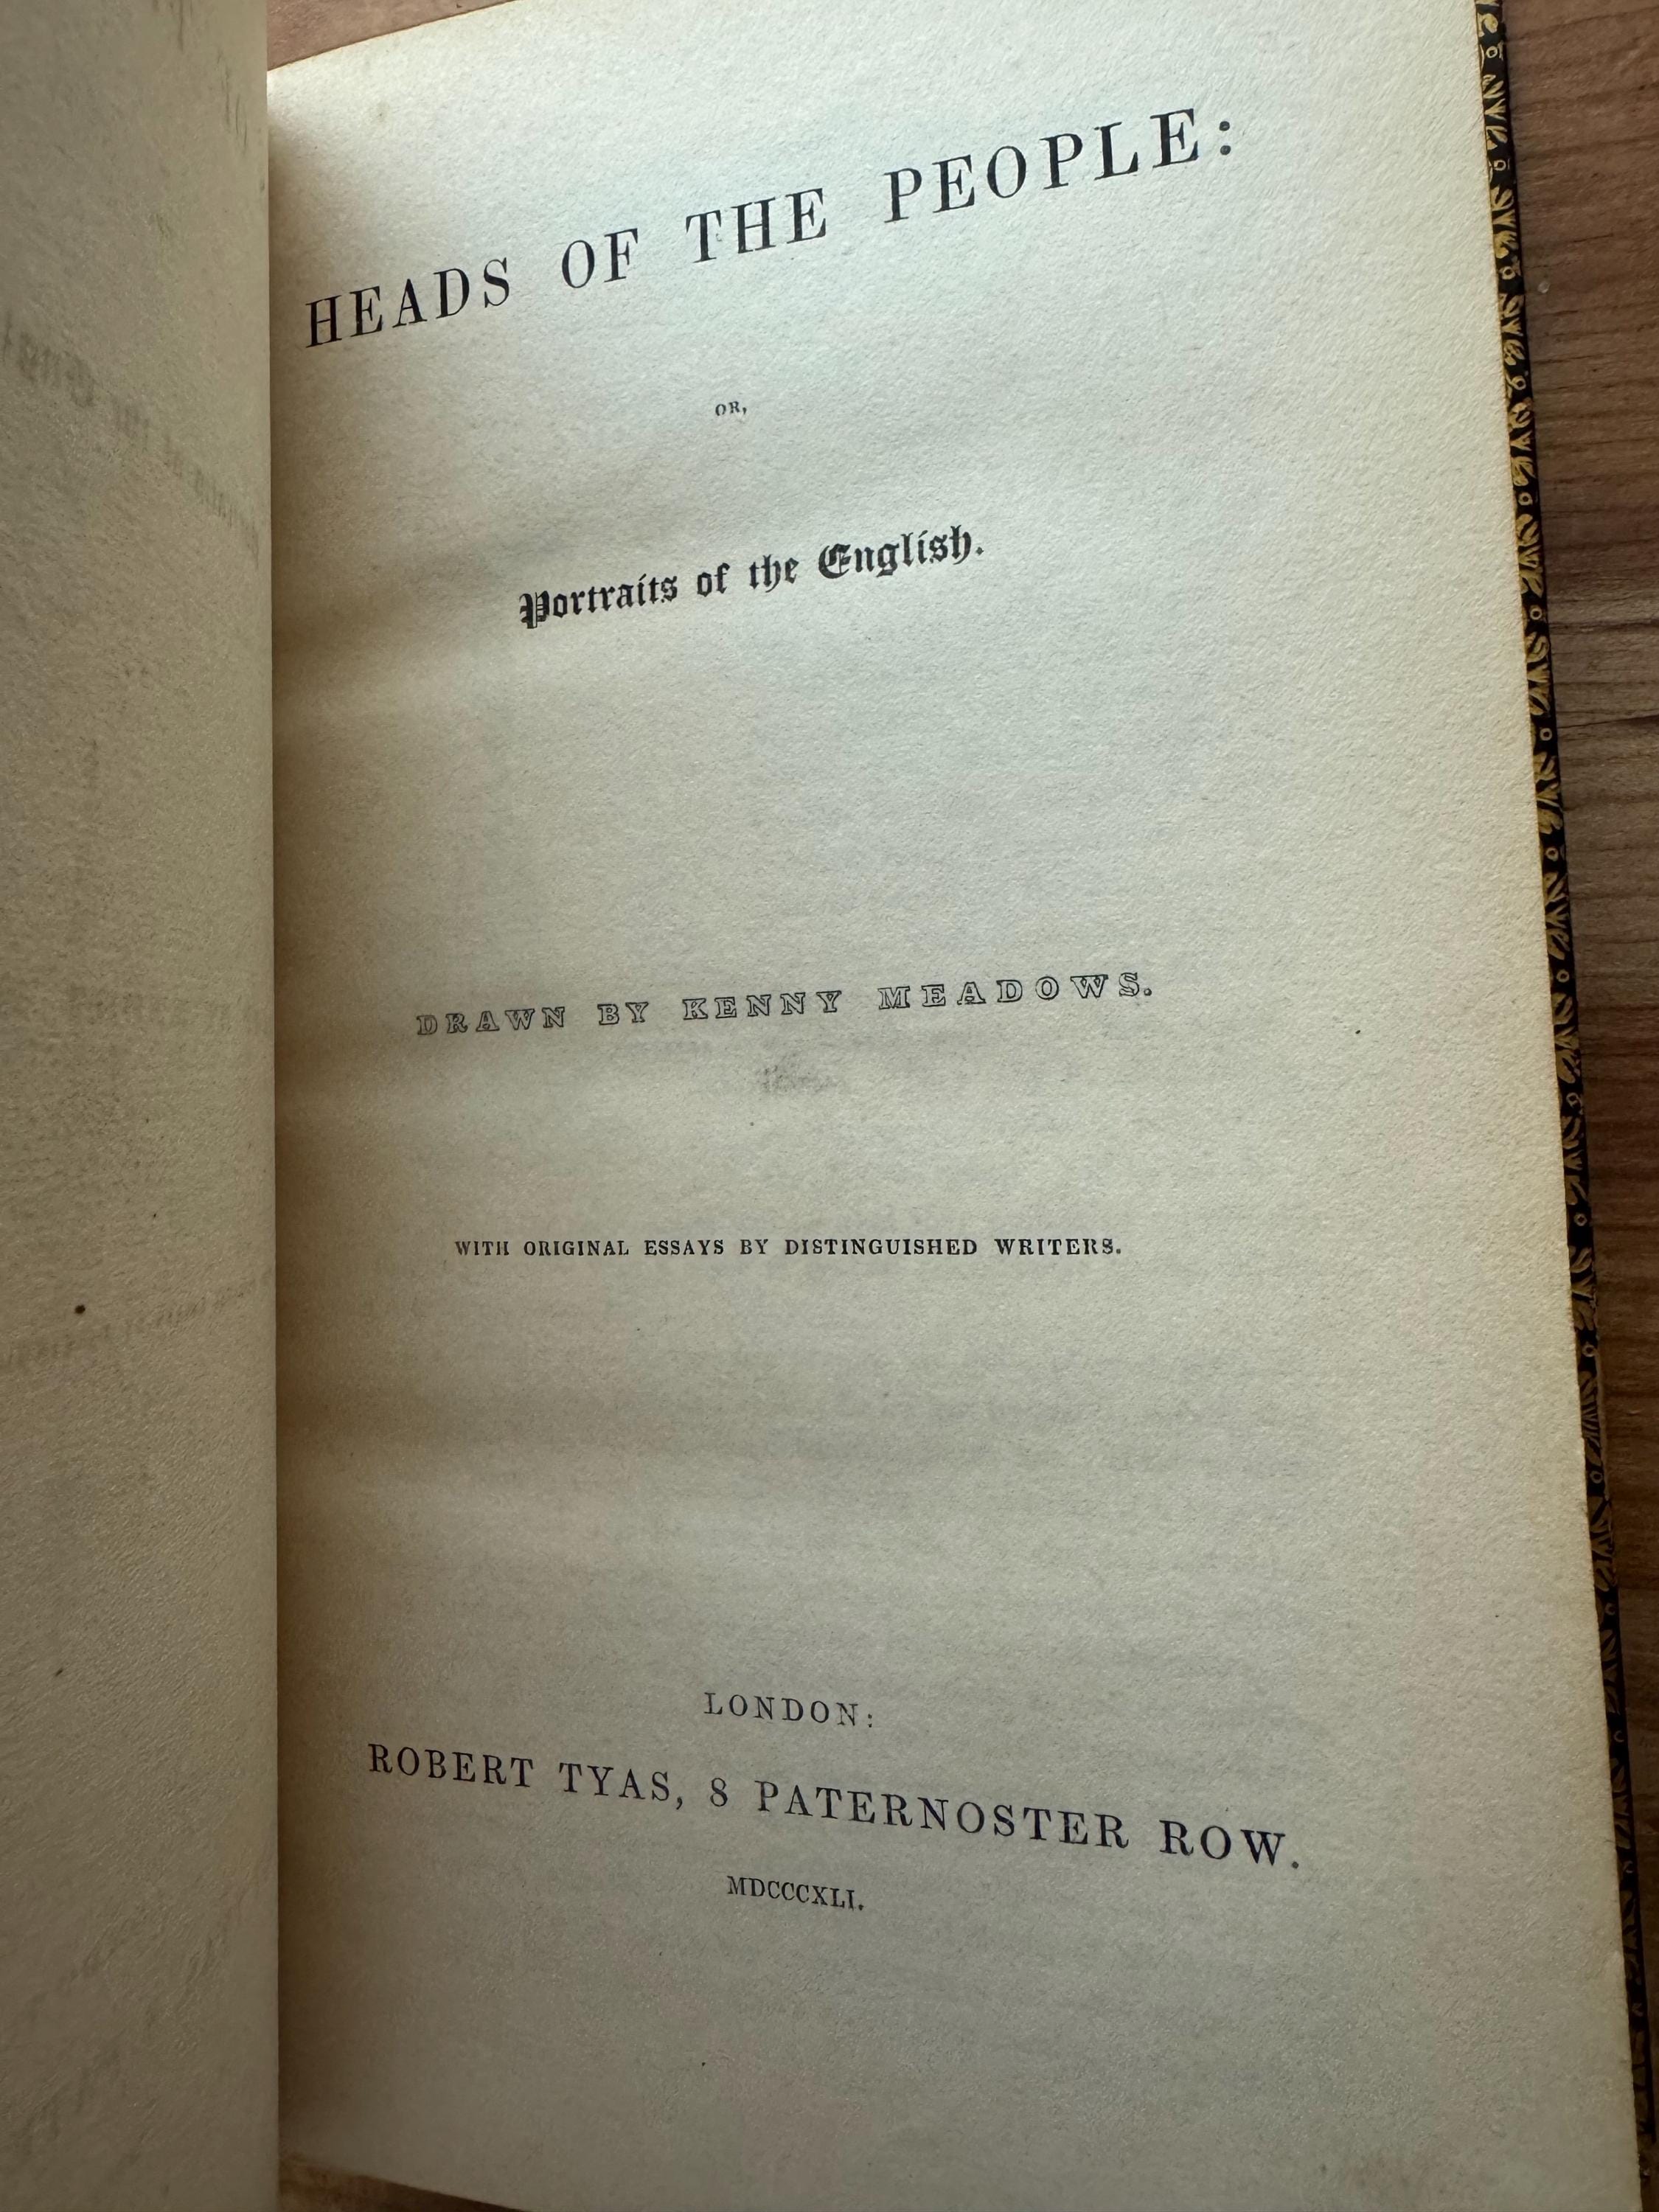 HEADS OF THE PEOPLE:
OR,
Portraits of the English.
DRAWN BY KENNY MEADOWS.
WITH ORIGINAL ESSAYS BY DISTINGUISHED WRITERS.
LONDON:
ROBERT TYAS, 8 PATERNOSTER ROW.
MDCCCXLI.